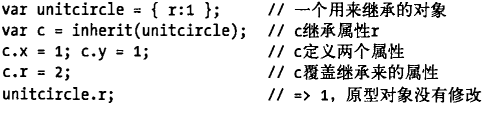 var unitcircle = { r:1 };       // 一个用来继承的对象
var c = inherit(unitcircle);    // c继承属性r
c.x = 1; c.y = 1;               // c定义两个属性
c.r = 2;                        // c覆盖继承来的属性
unitcircle.r;                   // => 1，原型对象没有修改